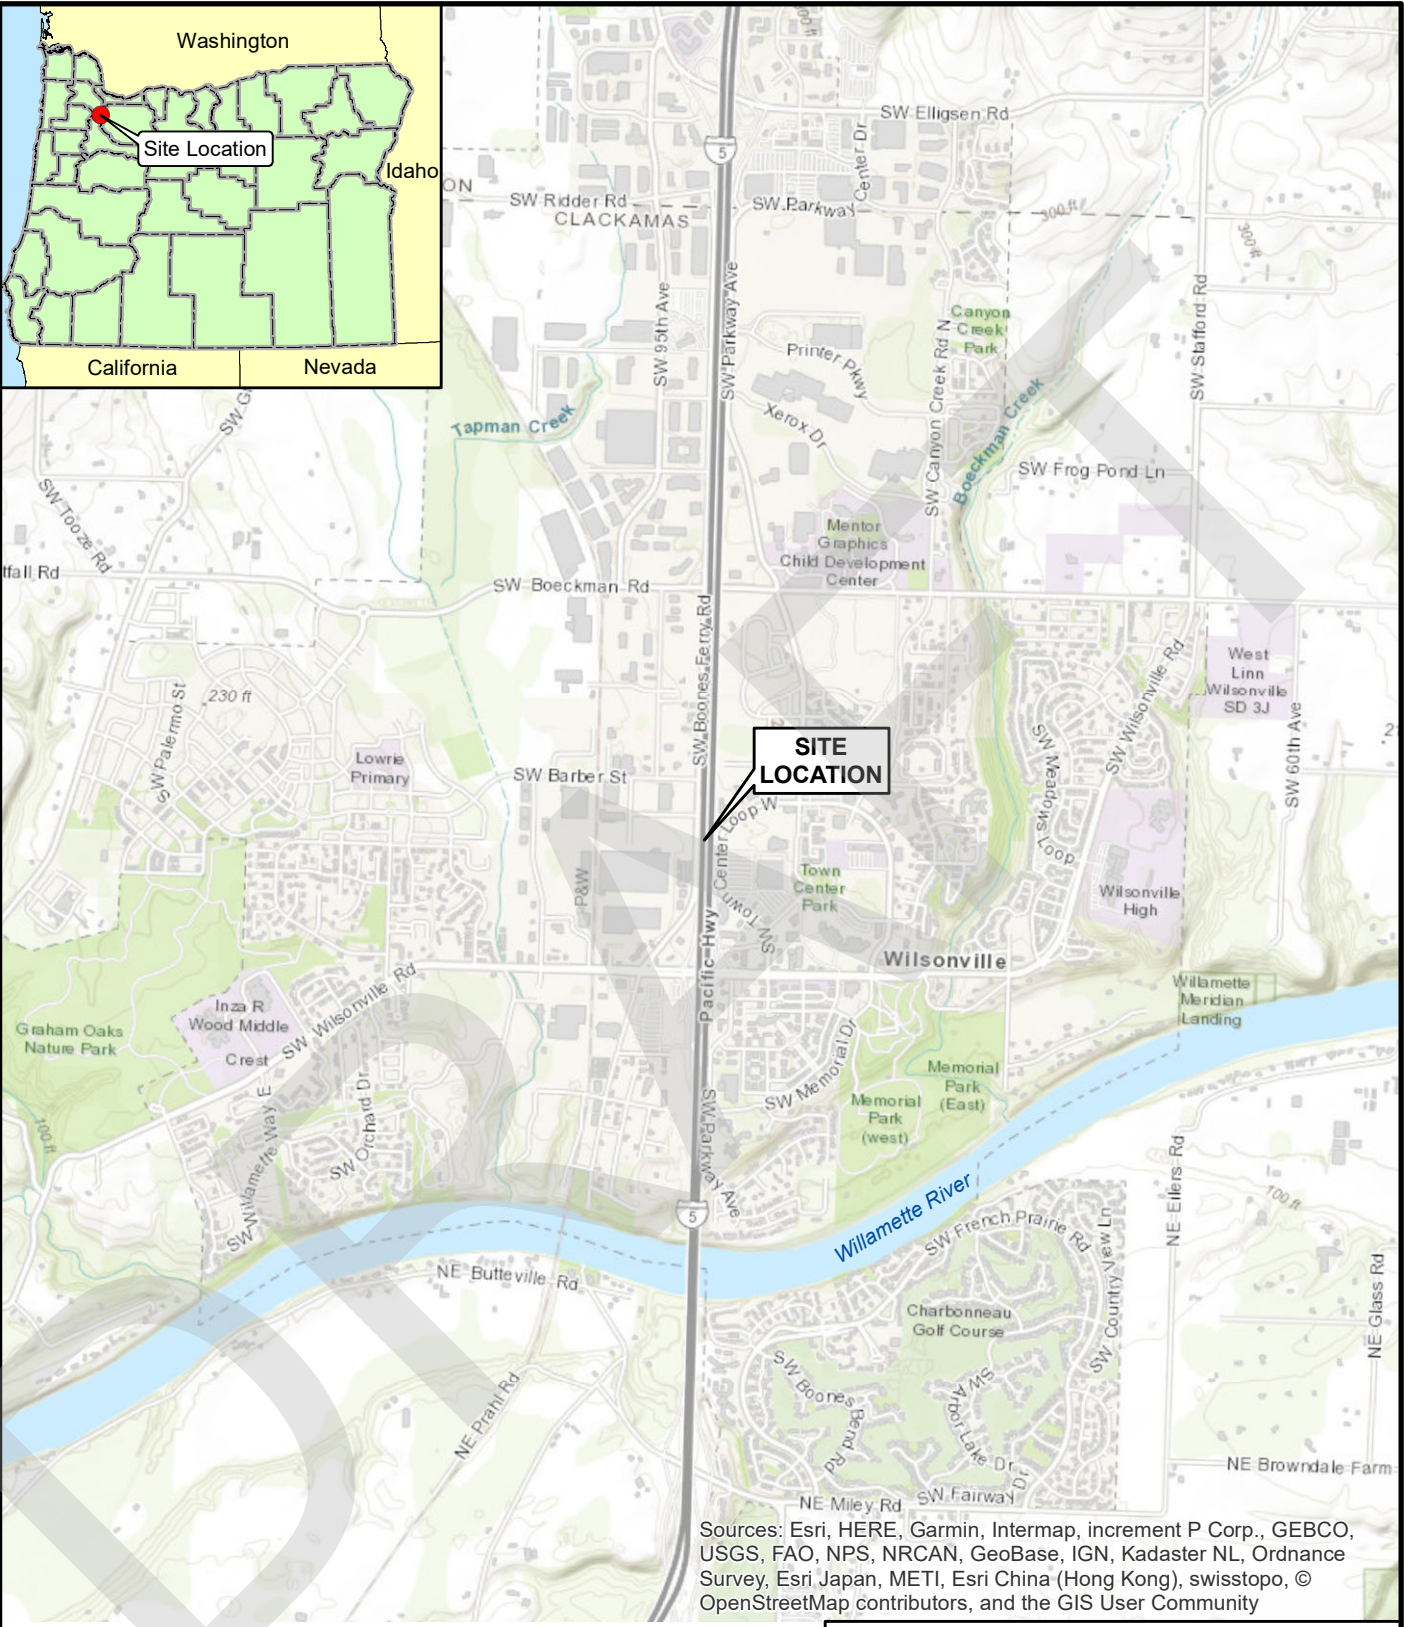 Washington
Site Location
Idaho
California
Nevada
ON
SW Elligsen Rd
Center Dr
5
SW Ridder Rd
CLACKAMAS
SW Parkway
300 ft
300 ft
SW 95th Ave
SW Parkway Ave
Canyon
Creek
Park
SW Stafford Rd
Printer Pkwy
Xerox Dr
SW Canyon Creek Rd N
Boeckman Creek
Tapman Creek
SW G
SW Tooze Rd
SW Frog Pond Ln
Mentor
Graphics
Child Development
Center
tfall Rd
SW Boeckman Rd
SW Boones Ferry Rd
West
Linn
Wilsonville
SD 3J
SW Wilsonville Rd
SW 60th Ave
230 ft
SW Palermo St
Lowrie
Primary
SW Barber St
SITE
LOCATION
SW Meadows Loop
SW Town Center Loop W
Town
Center
Park
P&W
Wilsonville
High
Pacific Hwy
Wilsonville
Willamette
Meridian
Landing
Inza R
Wood Middle
Crest
SW Wilsonville Rd
Graham Oaks
Nature Park
Memorial
Park
(East)
Memorial
Park
(west)
SW Memorial Dr
100 ft
SW Willamette Way E
SW Orchard Dr
SW Parkway Ave
5
Willamette River
SW French Prairie Rd
NE Eilers Rd
100 ft
SW Country View Ln
NE Glass Rd
NE Butteville Rd
Charbonneau
Golf Course
SW Boones Bend Rd
SW Arbor Lake Dr
NE Prahl Rd
NE Browndale Farm
NE Miley Rd
SW Fairway Dr
Sources: Esri, HERE, Garmin, Intermap, increment P Corp., GEBCO,
USGS, FAO, NPS, NRCAN, GeoBase, IGN, Kadaster NL, Ordnance
Survey, Esri Japan, METI, Esri China (Hong Kong), swisstopo, ©
OpenStreetMap contributors, and the GIS User Community
DRAFT